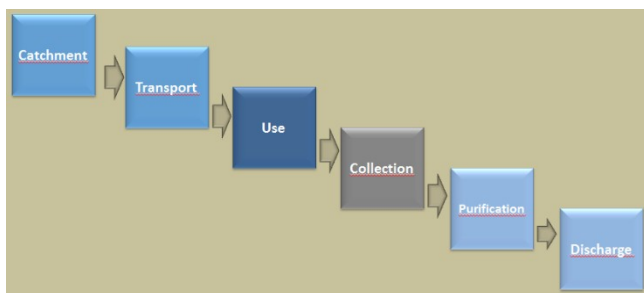 Catchment
Transport
Use
Collection
Purification
Discharge